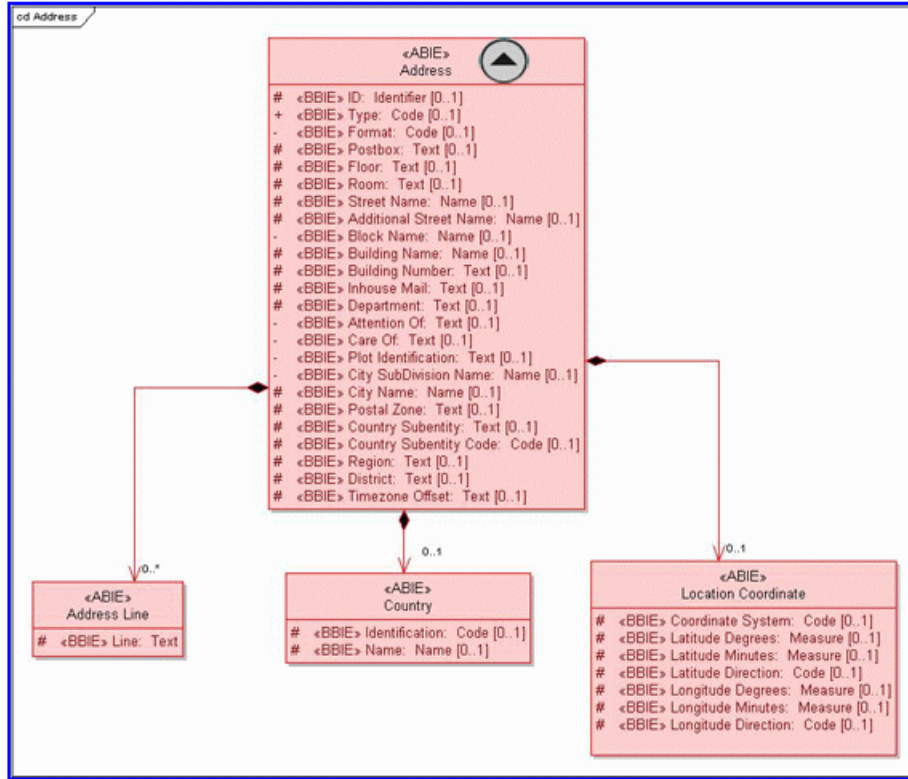 cd Address
«ABIE»
Address
# «BBIE» ID: Identifier [0..1]
+ «BBIE» Type: Code [0..1]
- «BBIE» Format: Code [0..1]
# «BBIE» Postbox: Text [0..1]
# «BBIE» Floor: Text [0..1]
# «BBIE» Room: Text [0..1]
# «BBIE» Street Name: Name [0..1]
# «BBIE» Additional Street Name: Name [0..1]
- «BBIE» Block Name: Name [0..1]
# «BBIE» Building Name: Name [0..1]
# «BBIE» Building Number: Text [0..1]
# «BBIE» Inhouse Mail: Text [0..1]
# «BBIE» Department: Text [0..1]
- «BBIE» Attention Of: Text [0..1]
- «BBIE» Care Of: Text [0..1]
- «BBIE» Plot Identification: Text [0..1]
- «BBIE» City SubDivision Name: Name [0..1]
# «BBIE» City Name: Name [0..1]
# «BBIE» Postal Zone: Text [0..1]
# «BBIE» Country Subentity: Text [0..1]
# «BBIE» Country Subentity Code: Code [0..1]
# «BBIE» Region: Text [0..1]
# «BBIE» District: Text [0..1]
# «BBIE» Timezone Offset: Text [0..1]
0..*
0..1
0..1
«ABIE»
Address Line
# «BBIE» Line: Text
«ABIE»
Country
# «BBIE» Identification: Code [0..1]
# «BBIE» Name: Name [0..1]
«ABIE»
Location Coordinate
# «BBIE» Coordinate System: Code [0..1]
# «BBIE» Latitude Degrees: Measure [0..1]
# «BBIE» Latitude Minutes: Measure [0..1]
# «BBIE» Latitude Direction: Code [0..1]
# «BBIE» Longitude Degrees: Measure [0..1]
# «BBIE» Longitude Minutes: Measure [0..1]
# «BBIE» Longitude Direction: Code [0..1]